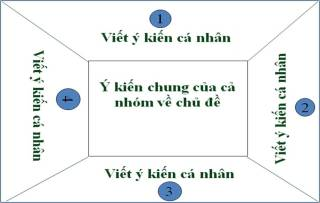 1
Viết ý kiến cá nhân
Viết ý kiến cá nhân
4
Ý kiến chung của cả
nhóm về chủ đề
Viết ý kiến cá nhân
2
Viết ý kiến cá nhân
3